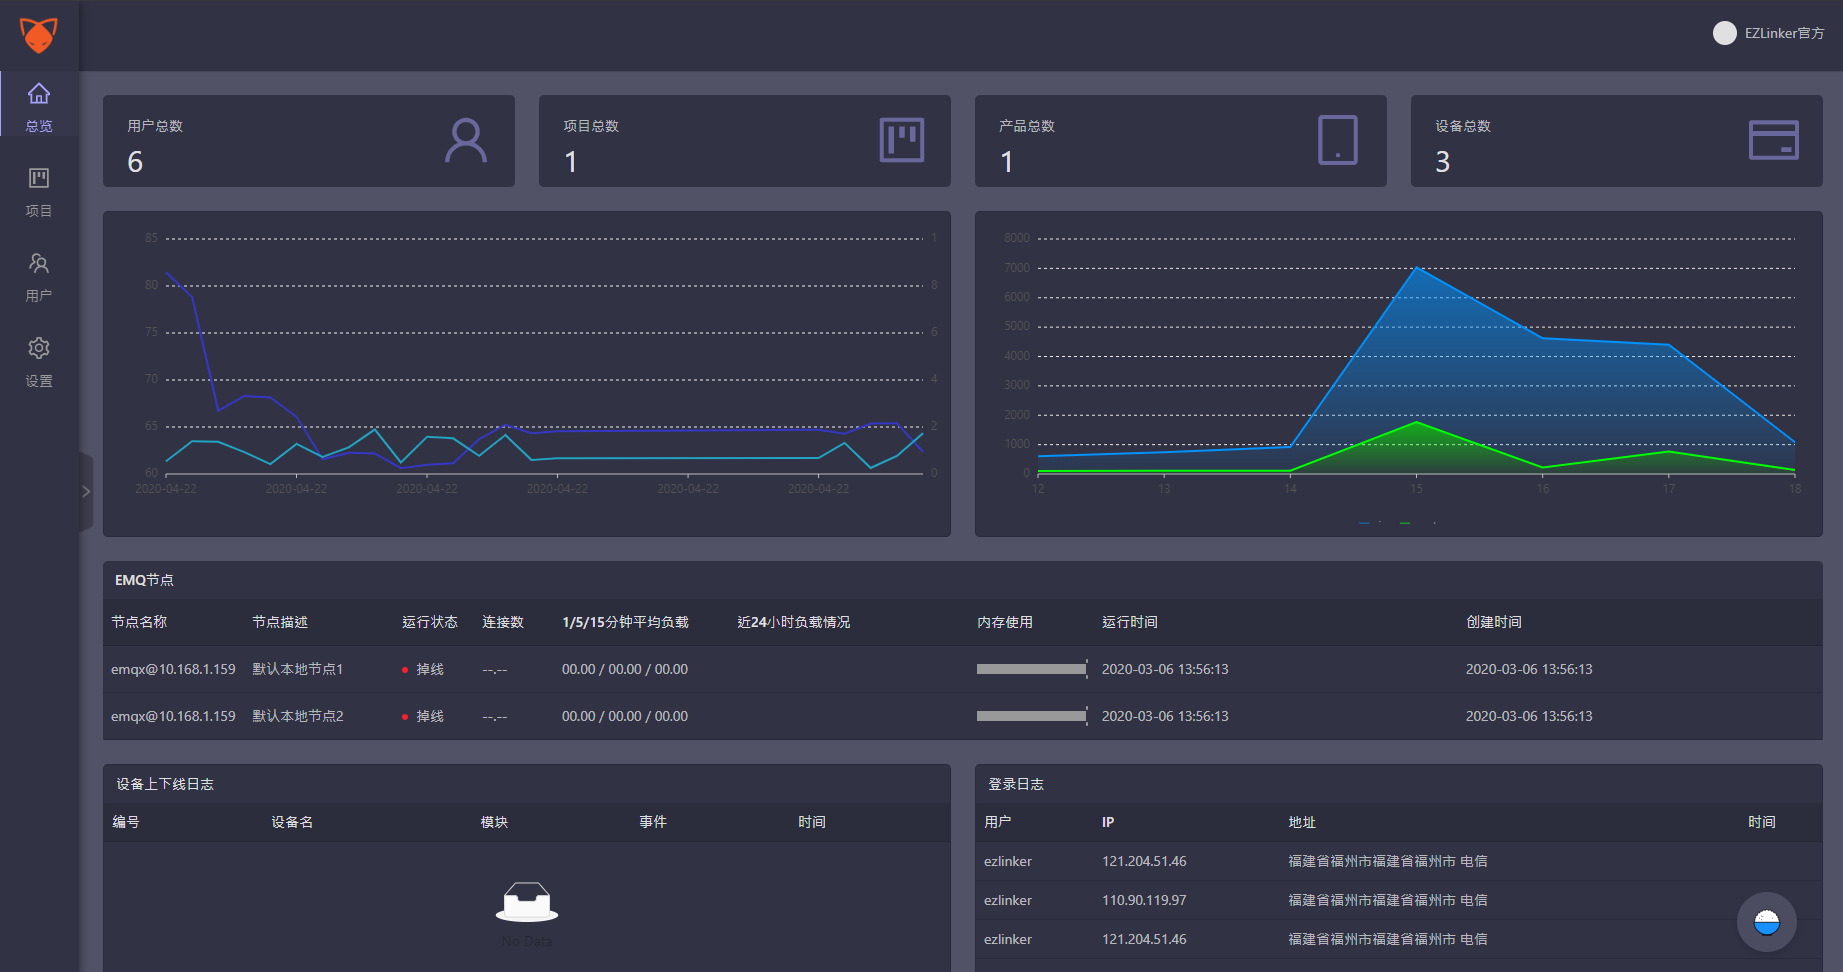 EZLinker官方
总览
项目
用户
设置
用户总数
6
项目总数
1
产品总数
1
设备总数
3
85 1
80 8
75 6
70 4
65 2
60 0
2020-04-22 2020-04-22 2020-04-22 2020-04-22 2020-04-22 2020-04-22
8000
7000
6000
5000
4000
3000
2000
1000
0
12 13 14 15 16 17 18
EMQ节点
节点名称 节点描述 运行状态 连接数 1/5/15分钟平均负载 近24小时负载情况 内存使用 运行时间 创建时间
emqx@10.168.1.159 默认本地节点1 掉线 --.-- 00.00 / 00.00 / 00.00 2020-03-06 13:56:13 2020-03-06 13:56:13
emqx@10.168.1.159 默认本地节点2 掉线 --.-- 00.00 / 00.00 / 00.00 2020-03-06 13:56:13 2020-03-06 13:56:13
设备上下线日志
编号 设备名 模块 事件 时间
No Data
登录日志
用户 IP 地址 时间
ezlinker 121.204.51.46 福建省福州市福建省福州市 电信
ezlinker 110.90.119.97 福建省福州市福建省福州市 电信
ezlinker 121.204.51.46 福建省福州市福建省福州市 电信